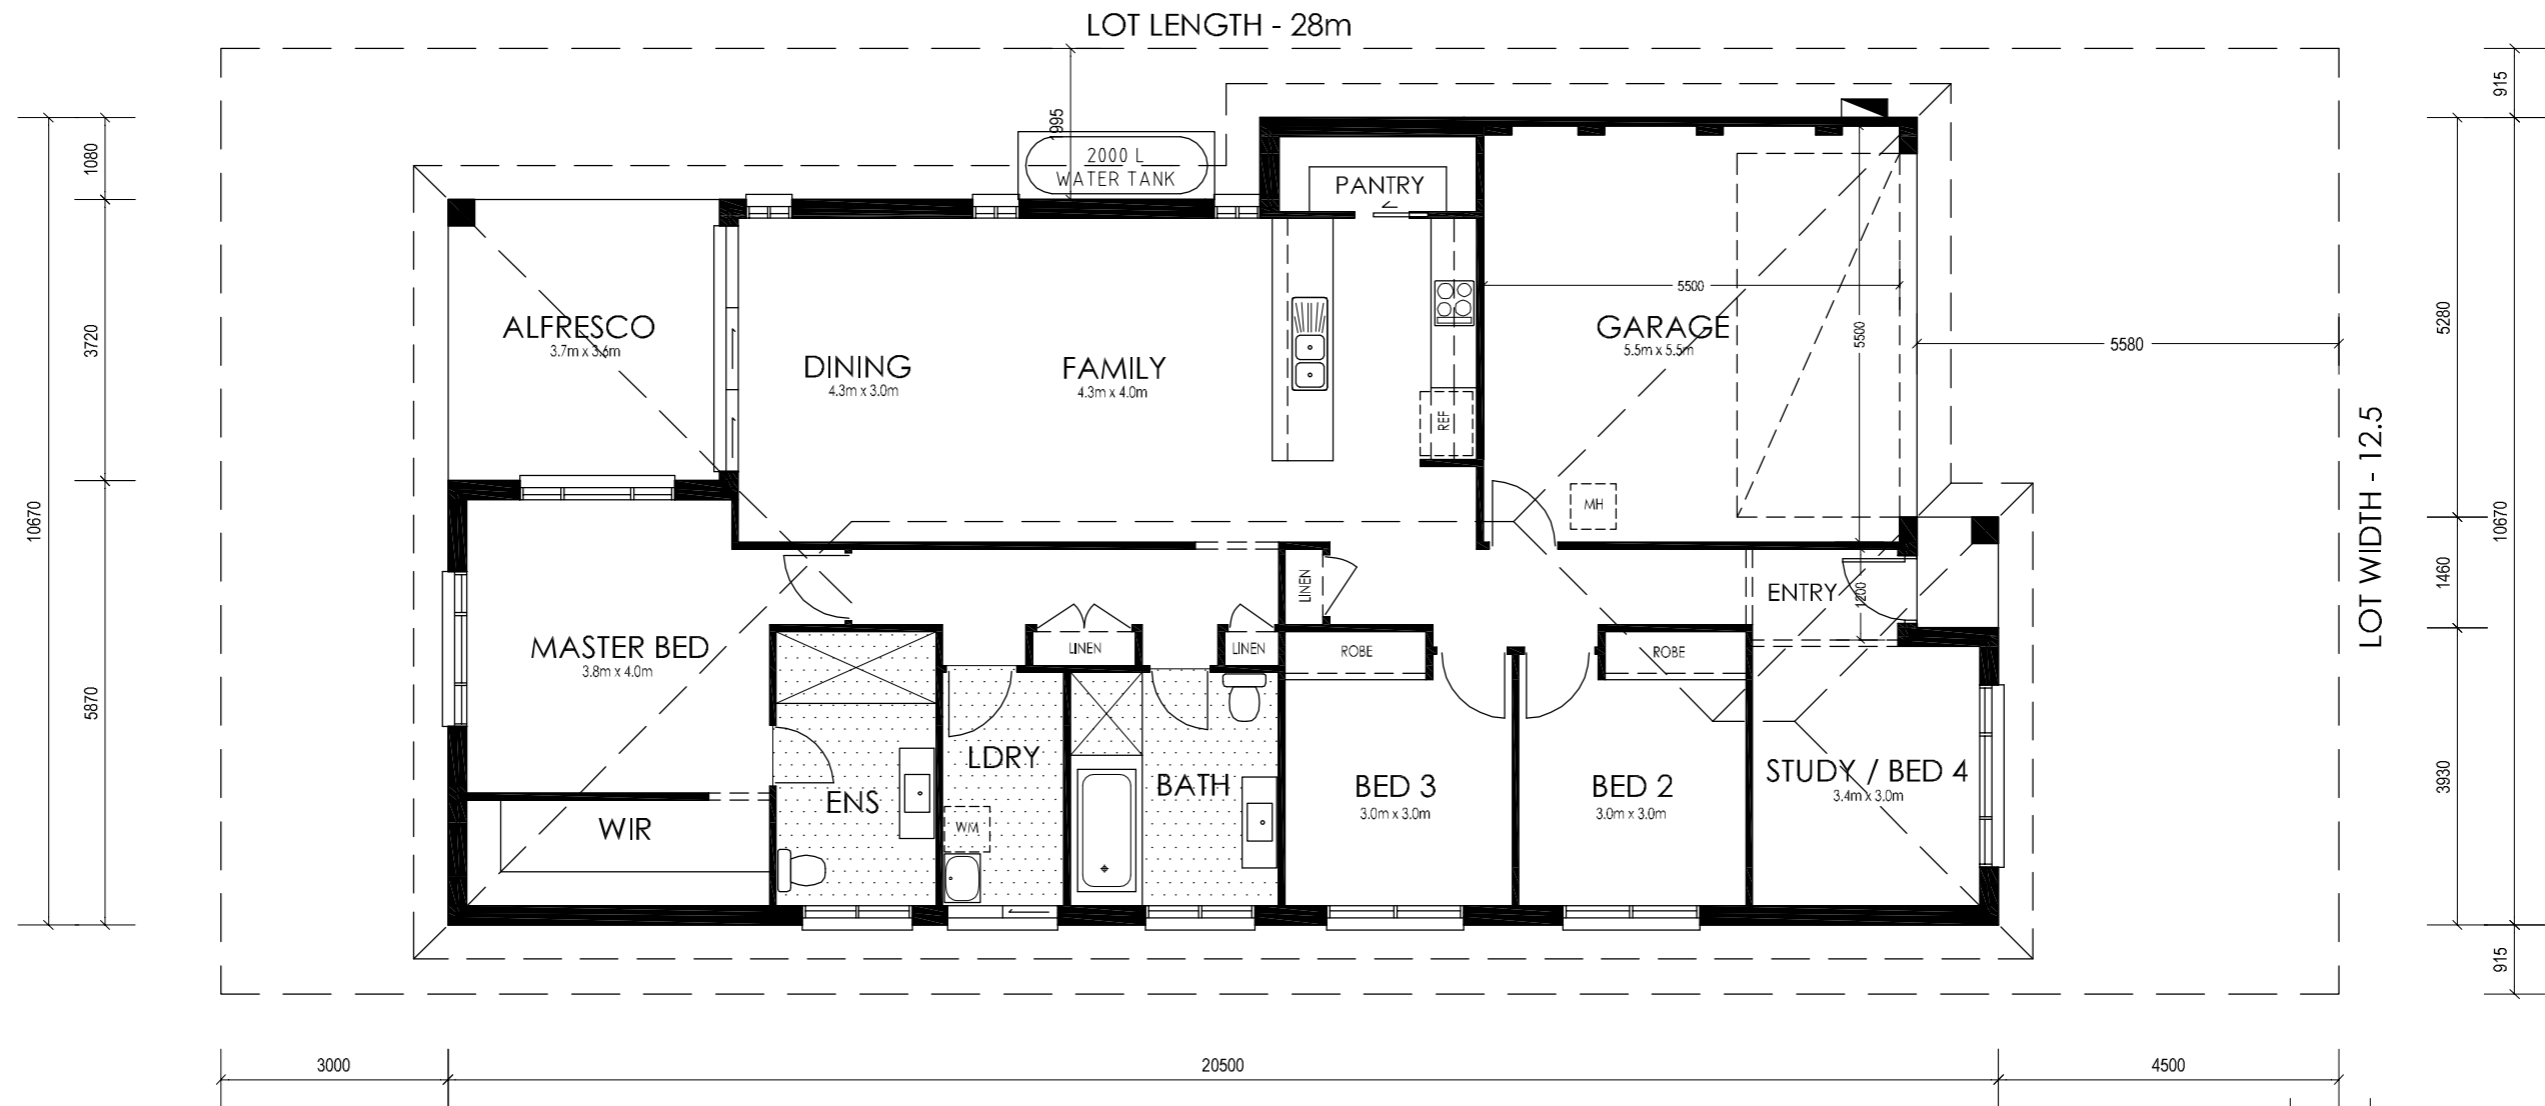 LOT LENGTH - 28m
915
1995
1080
2000 L
WATER TANK
PANTRY
5500
ALFRESCO
3.7m x 3.6m
3720
DINING
4.3m x 3.0m
FAMILY
4.3m x 4.0m
GARAGE
5.5m x 5.5m
5500
5580
5280
REF
LOT WIDTH - 12.5
MH
10670
10670
LINEN
ENTRY
1200
1460
MASTER BED
3.8m x 4.0m
LINEN
LINEN
ROBE
ROBE
5870
LDRY
BATH
BED 3
3.0m x 3.0m
BED 2
3.0m x 3.0m
STUDY / BED 4
3.4m x 3.0m
3930
ENS
WIR
WM
915
3000
20500
4500